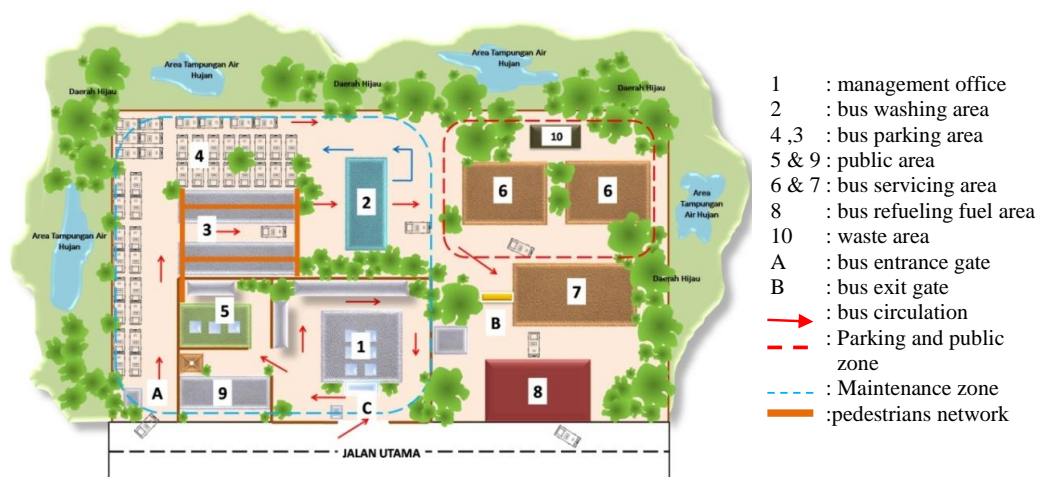 Area Tampungan Air
Hujan
Area Tampungan Air
Hujan
Daerah Hijau
Daerah Hijau
Daerah Hijau
10
4
6
6
2
Area
Tampungan
Air Hujan
3
Area Tampungan
Air Hujan
Daerah Hijau
7
5
B
1
A
9
8
C
JALAN UTAMA
1 : management office
2 : bus washing area
4 ,3 : bus parking area
5 & 9 : public area
6 & 7 : bus servicing area
8 : bus refueling fuel area
10 : waste area
A : bus entrance gate
B : bus exit gate
: bus circulation
: Parking and public
zone
: Maintenance zone
:pedestrians network